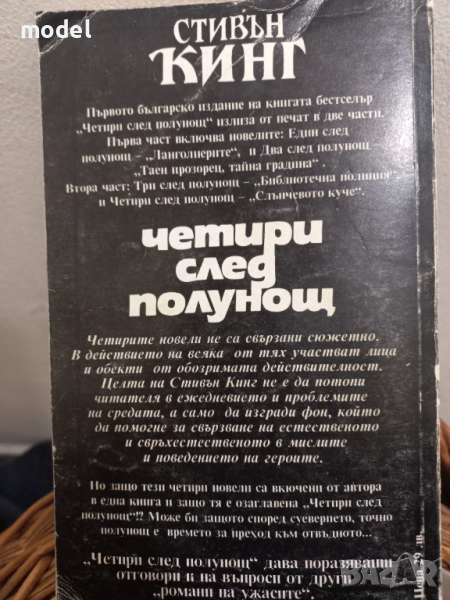 model
СТИВЪН
КИНГ
Първото българско издание на книгата бестселър
„Четири след полунощ" излиза от печат в две части.
Първа част включва новелите: Един след
полунощ – „Лангoлиерите", и Два след полунощ
„Таен прозорец, тайна градина" .
Втора част: Три след полунощ – „Библиотечна полиция",
и Четири след полунощ – „Слънчевото куче".
четири
след
полунощ
Четирите новели не са свързани сюжетно.
В действието на всяка от тях участват лица
и обекти от обозримата действителност.
Целта на Стивън Кинг не е да потопи
читателя в ежедневието и проблемите
на средата, а само да изгради фон, който
да помогне за свързване на естественото
и свръхестественото в мислите
и поведението на героите.
Но защо тези четири новели са включени от автора
в една книга и защо тя е озаглавена „Четири след
полунощ"!? Може би защото според суеверието, точно
полунощ е времето за преход към отвъдното...
„Четири след полунощ" дава поразяващи
отговори и на въпроси от други
„романи на ужасите".
Цена 79 лв.
bazar